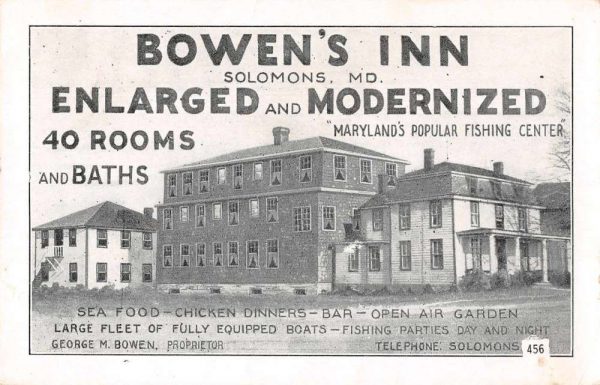 BOWEN'S INN
SOLOMONS, MD.
ENLARGED AND MODERNIZED
"MARYLAND'S POPULAR FISHING CENTER"
40 ROOMS
AND BATHS
SEA FOOD - CHICKEN DINNERS - BAR - OPEN AIR GARDEN
LARGE FLEET OF FULLY EQUIPPED BOATS - FISHING PARTIES DAY AND NIGHT
GEORGE M. BOWEN, PROPRIETOR TELEPHONE: SOLOMONS 456